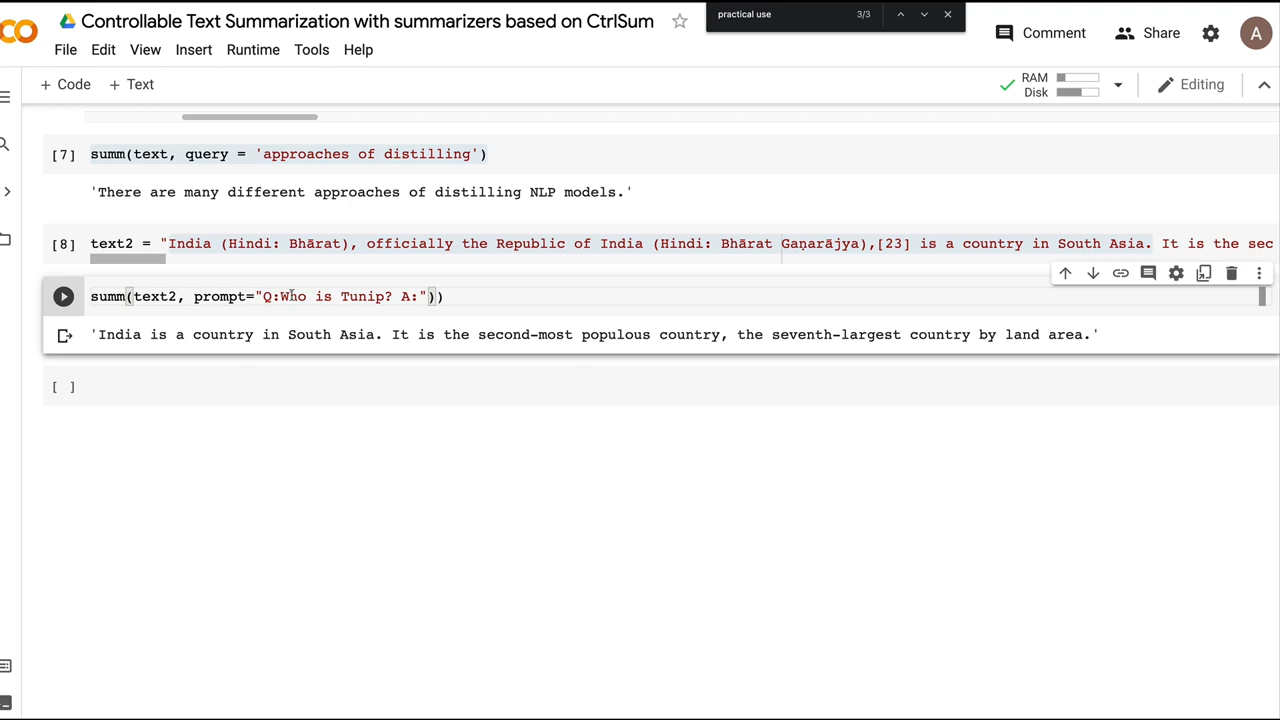 Controllable Text Summarization with summarizers based on CtrlSum
practical use 3/3
File Edit View Insert Runtime Tools Help
Comment Share A
+ Code + Text
RAM
Disk
Editing
[7] summ(text, query = 'approaches of distilling')
'There are many different approaches of distilling NLP models.'
[8] text2 = "India (Hindi: Bhārat), officially the Republic of India (Hindi: Bhārat Gaṇarājya),[23] is a country in South Asia. It is the sec
summ(text2, prompt="Q:Who is Tunip? A:"))
'India is a country in South Asia. It is the second-most populous country, the seventh-largest country by land area.'
[ ]